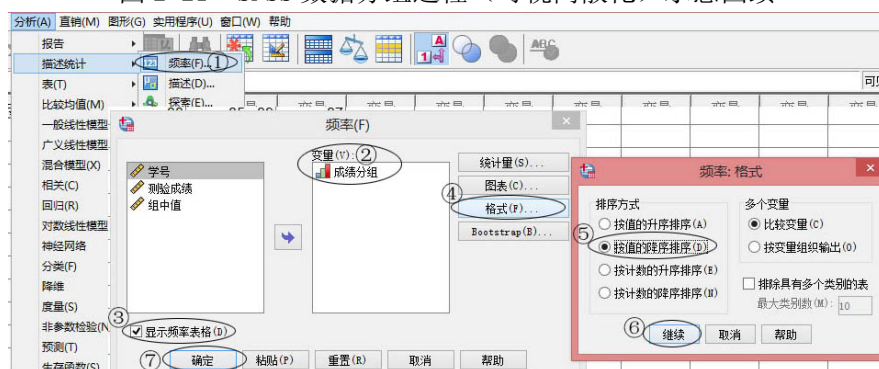 分析(A) 直销(M) 图形(G) 实用程序(U) 窗口(W) 帮助
报告
描述统计
表(T)
比较均值(M)
一般线性模型
广义线性模型
混合模型(X)
相关(C)
回归(R)
对数线性模型
神经网络
分类(F)
降维
度量(S)
非参数检验(N
预测(T)
生存函数(S)
频率(F)... ①
描述(D)...
探索(E)...
频率(F)
学号
测验成绩
组中值
变量(V): ②
成绩分组
统计量(S)...
图表(C)...
④ 格式(F)...
Bootstrap(B)...
③
显示频率表格(D)
⑦ 确定 粘贴(P) 重置(R) 取消 帮助
频率: 格式
排序方式
按值的升序排序(A)
⑤ 按值的降序排序(D)
按计数的升序排序(E)
按计数的降序排序(N)
多个变量
比较变量(C)
按变量组织输出(O)
排除具有多个类别的表
最大类别数(M): 10
⑥ 继续 取消 帮助